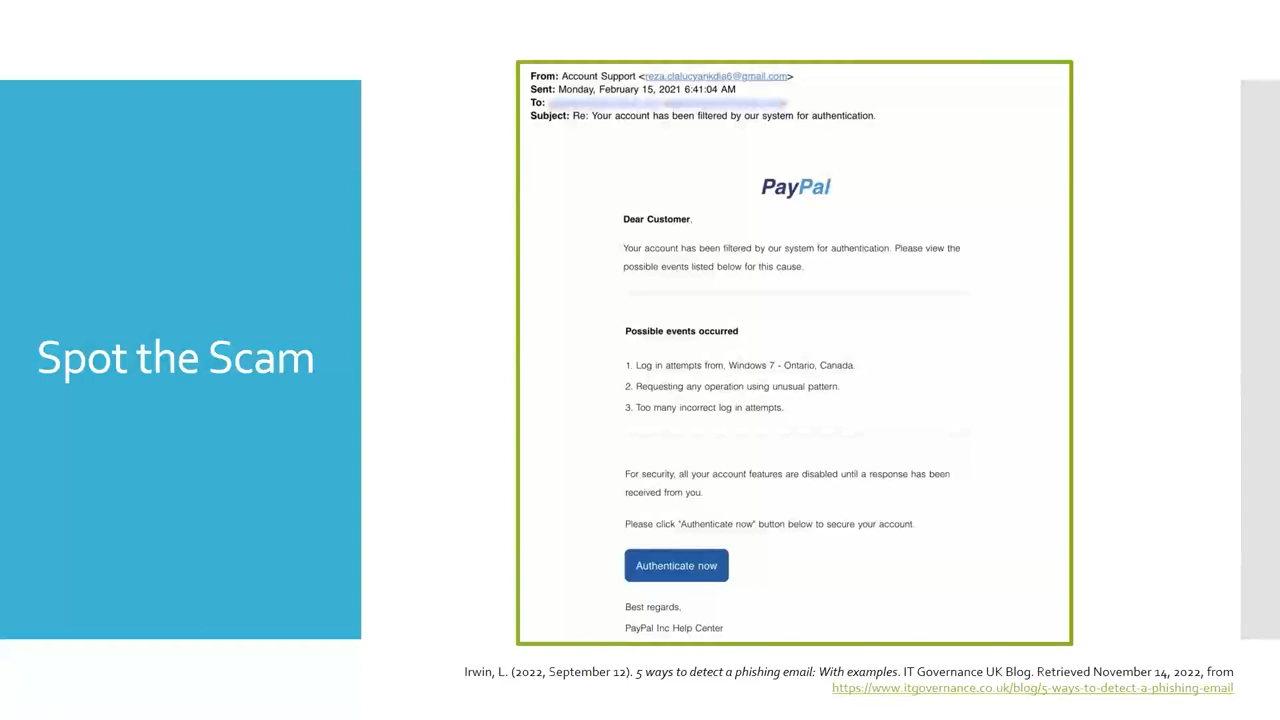 Spot the Scam
From: Account Support <reza.clalucyankdia6@gmail.com>
Sent: Monday, February 15, 2021 6:41:04 AM
To:
Subject: Re: Your account has been filtered by our system for authentication.
PayPal
Dear Customer,
Your account has been filtered by our system for authentication. Please view the
possible events listed below for this cause.
Possible events occurred
1. Log in attempts from, Windows 7 - Ontario, Canada.
2. Requesting any operation using unusual pattern.
3. Too many incorrect log in attempts.
For security, all your account features are disabled until a response has been
received from you.
Please click "Authenticate now" button below to secure your account.
Authenticate now
Best regards,
PayPal Inc Help Center
Irwin, L. (2022, September 12). 5 ways to detect a phishing email: With examples. IT Governance UK Blog. Retrieved November 14, 2022, from
https://www.itgovernance.co.uk/blog/5-ways-to-detect-a-phishing-email